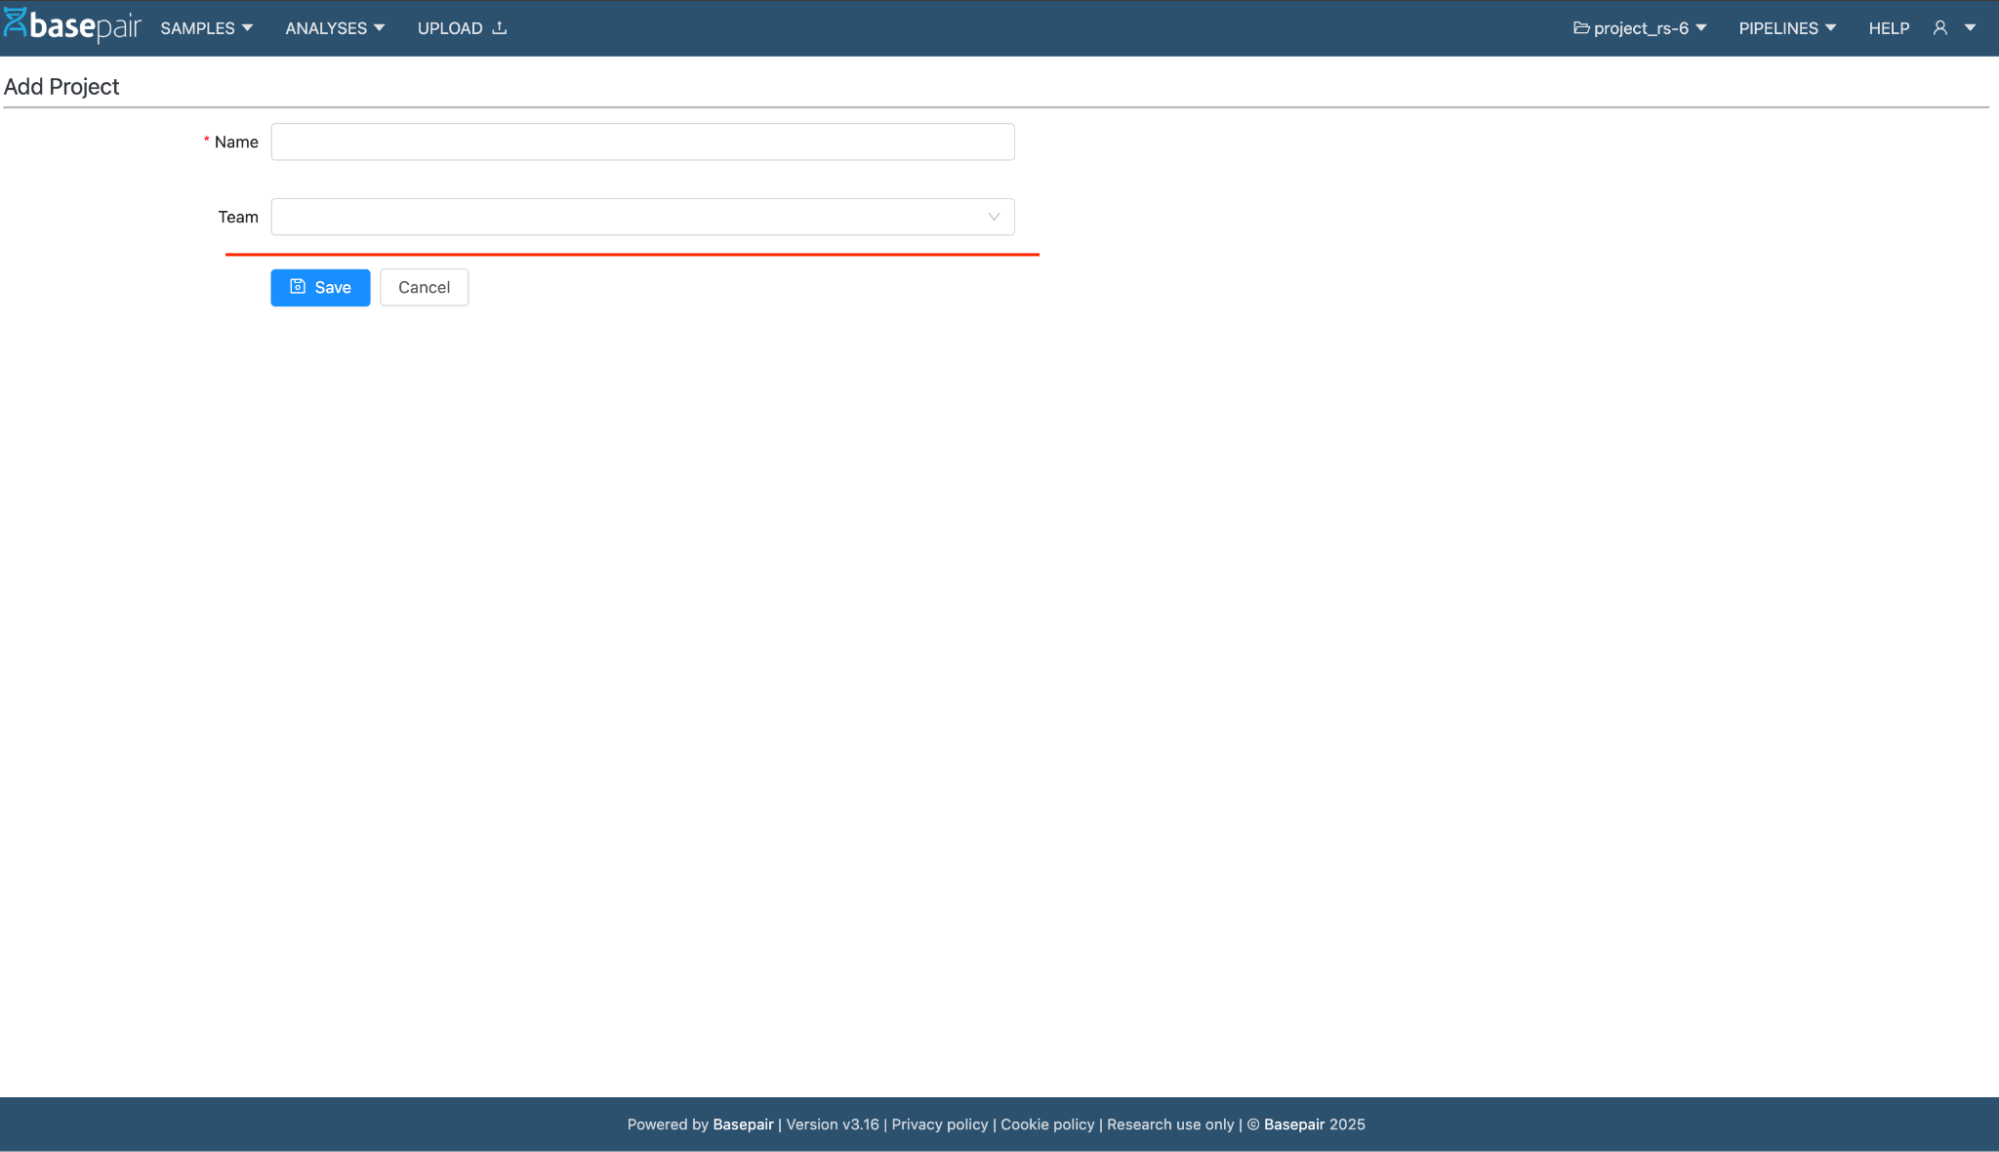 basepair SAMPLES ANALYSES UPLOAD project_rs-6 PIPELINES HELP
Add Project
* Name
Team
Save Cancel
Powered by Basepair | Version v3.16 | Privacy policy | Cookie policy | Research use only | © Basepair 2025